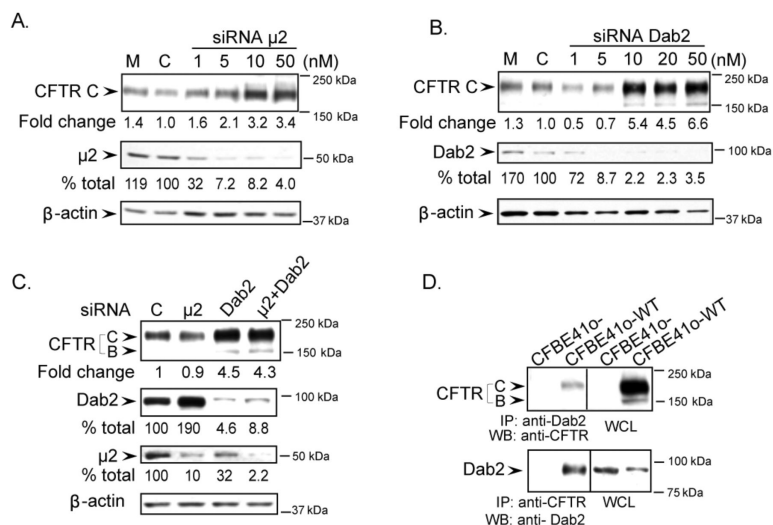 A.
siRNA µ2
M C 1 5 10 50 (nM)
250 kDa
CFTR C
150 kDa
Fold change 1.4 1.0 1.6 2.1 3.2 3.4
µ2
50 kDa
% total 119 100 32 7.2 8.2 4.0
β-actin
37 kDa
B.
siRNA Dab2
M C 1 5 10 20 50 (nM)
250 kDa
CFTR C
150 kDa
Fold change 1.3 1.0 0.5 0.7 5.4 4.5 6.6
Dab2
100 kDa
% total 170 100 72 8.7 2.2 2.3 3.5
β-actin
37 kDa
C.
siRNA C µ2 Dab2 µ2+Dab2
250 kDa
CFTR C
B
150 kDa
Fold change 1 0.9 4.5 4.3
Dab2
100 kDa
% total 100 190 4.6 8.8
µ2
50 kDa
% total 100 10 32 2.2
β-actin
37 kDa
D.
CFBE41o- CFBE41o-WT CFBE41o- CFBE41o-WT
250 kDa
CFTR C
B
150 kDa
IP: anti-Dab2 WCL
WB: anti-CFTR
Dab2
100 kDa
75 kDa
IP: anti-CFTR WCL
WB: anti- Dab2